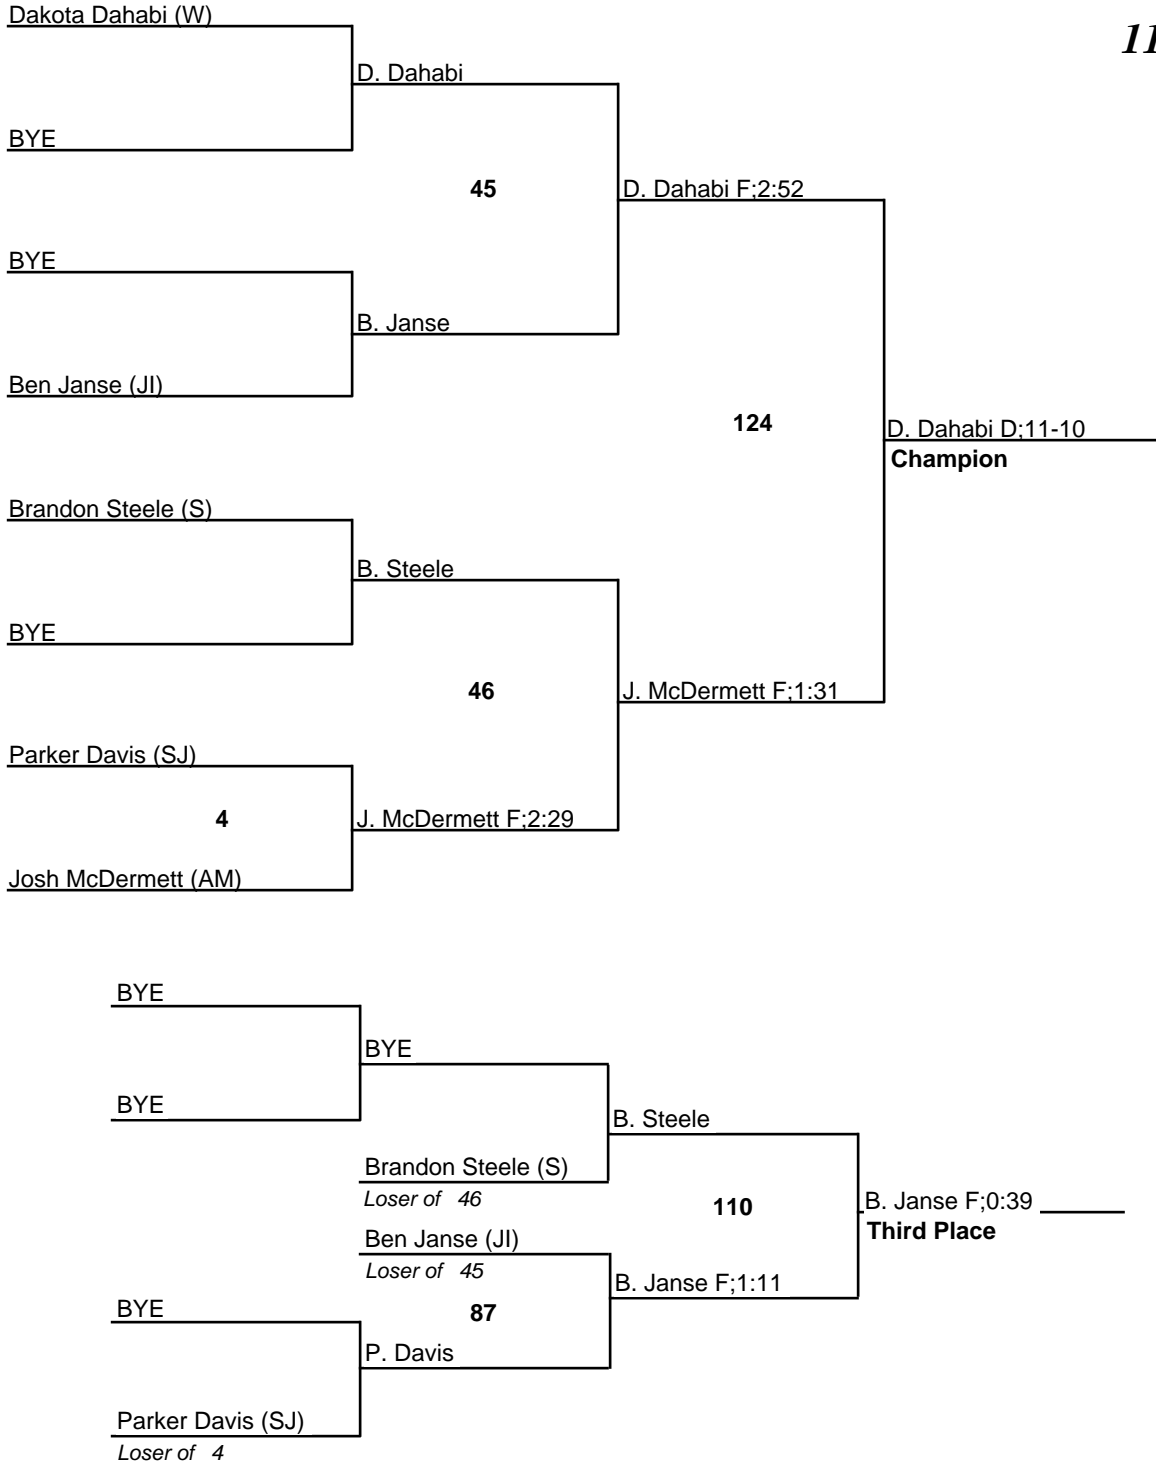 Dakota Dahabi (W)
11
D. Dahabi
BYE
45
D. Dahabi F;2:52
BYE
B. Janse
Ben Janse (JI)
124
D. Dahabi D;11-10
Champion
Brandon Steele (S)
B. Steele
BYE
46
J. McDermett F;1:31
Parker Davis (SJ)
4
J. McDermett F;2:29
Josh McDermett (AM)
BYE
BYE
BYE
B. Steele
Brandon Steele (S)
Loser of 46
110
B. Janse F;0:39
Third Place
Ben Janse (JI)
Loser of 45
B. Janse F;1:11
BYE
87
P. Davis
Parker Davis (SJ)
Loser of 4